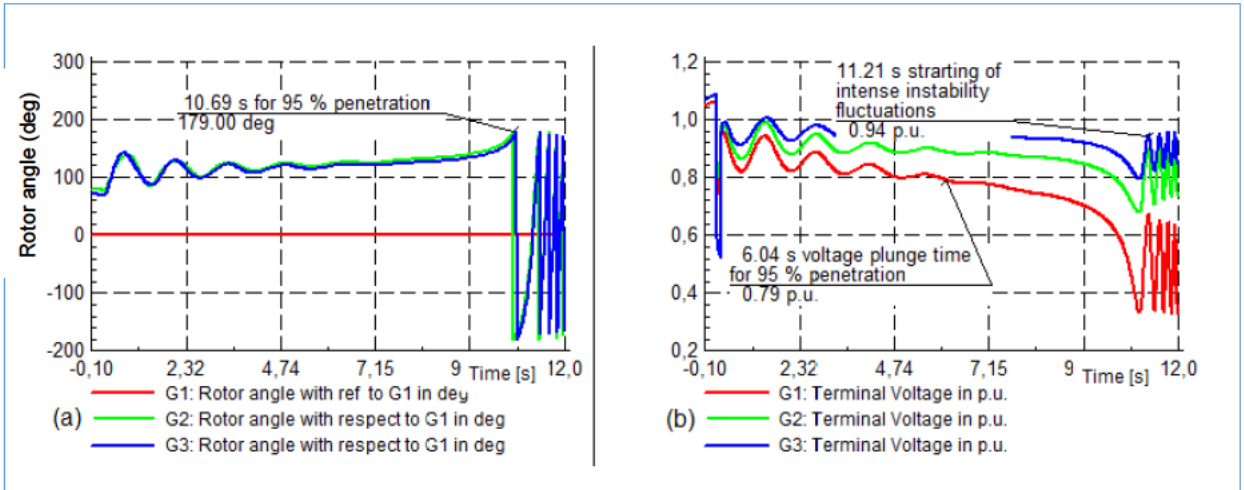 Rotor angle (deg)
300
200
100
0
-100
-200
10.69 s for 95 % penetration
179.00 deg
-0,10
2,32
4,74
7,15
9
Time [s]
12,0
(a)
G1: Rotor angle with ref to G1 in dey
G2: Rotor angle with respect to G1 in deg
G3: Rotor angle with respect to G1 in deg
1,2
1,0
0,8
0,6
0,4
0,2
11.21 s strarting of
intense instability
fluctuations
0.94 p.u.
6.04 s voltage plunge time
for 95 % penetration
0.79 p.u.
-0,10
2,32
4,74
7,15
9
Time [s]
12,0
(b)
G1: Terminal Voltage in p.u.
G2: Terminal Voltage in p.u.
G3: Terminal Voltage in p.u.